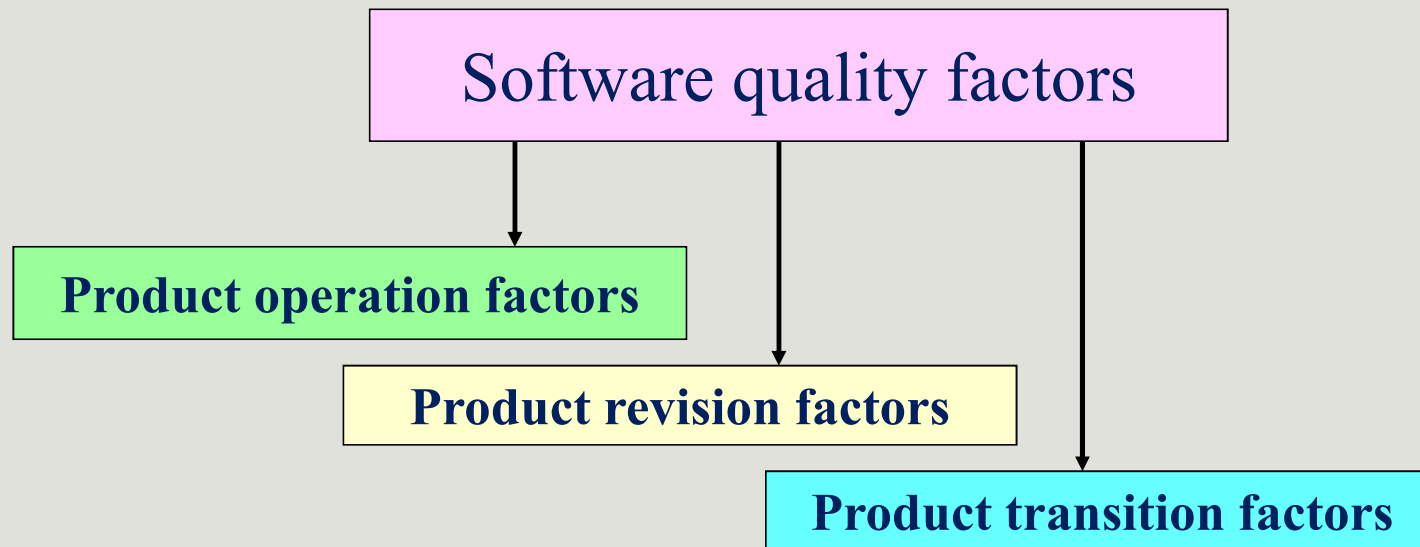 Software quality factors
Product operation factors
Product revision factors
Product transition factors